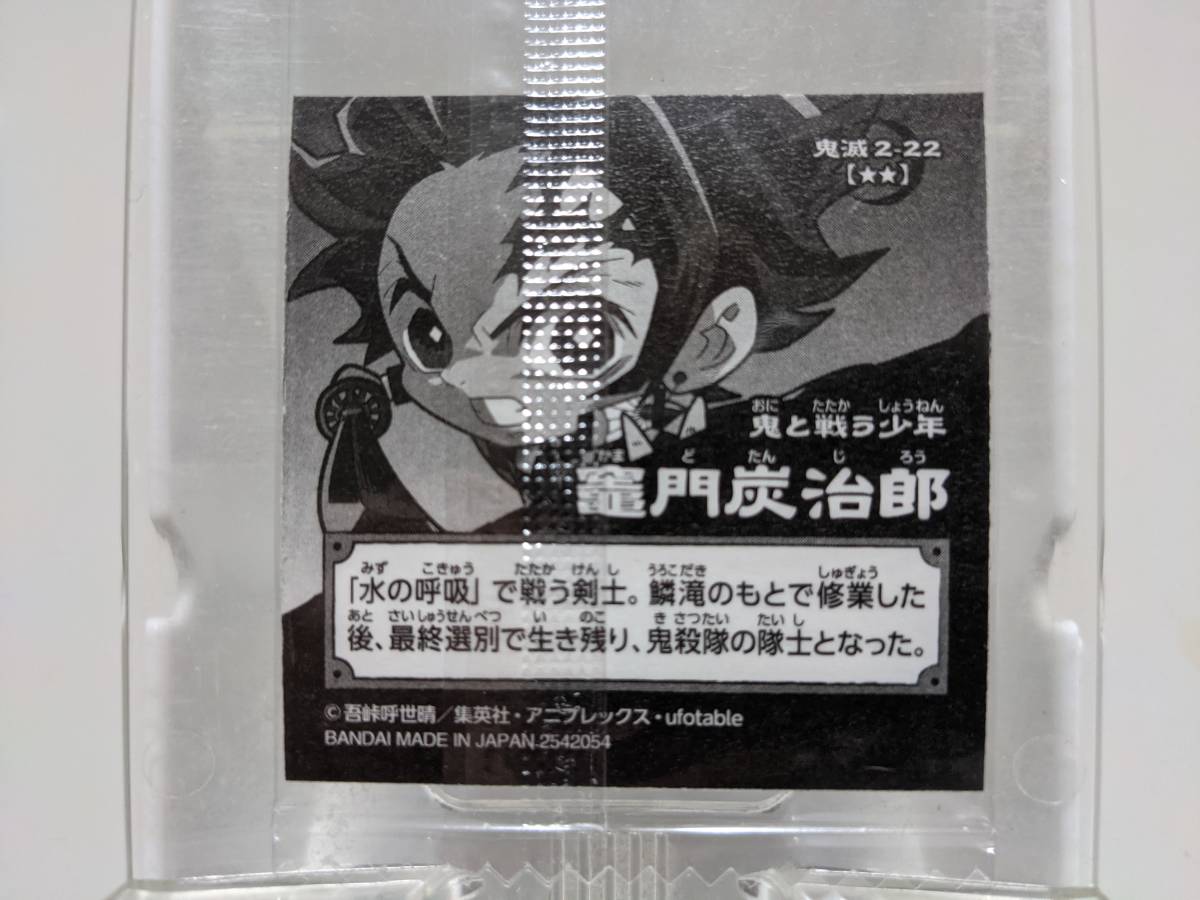 鬼滅2-22
【★★】
おに たたか しょうねん
鬼と戦う少年
かま ど たん じ ろう
竈門炭治郎
みず こきゅう たたか けん し うろこだき しゅぎょう
「水の呼吸」で戦う剣士。鱗滝のもとで修業した
あと さいしゅうせんべつ い のこ き さつたい たい し
後、最終選別で生き残り、鬼殺隊の隊士となった。
©吾峠呼世晴/集英社・アニプレックス・ufotable
BANDAI MADE IN JAPAN 2542054